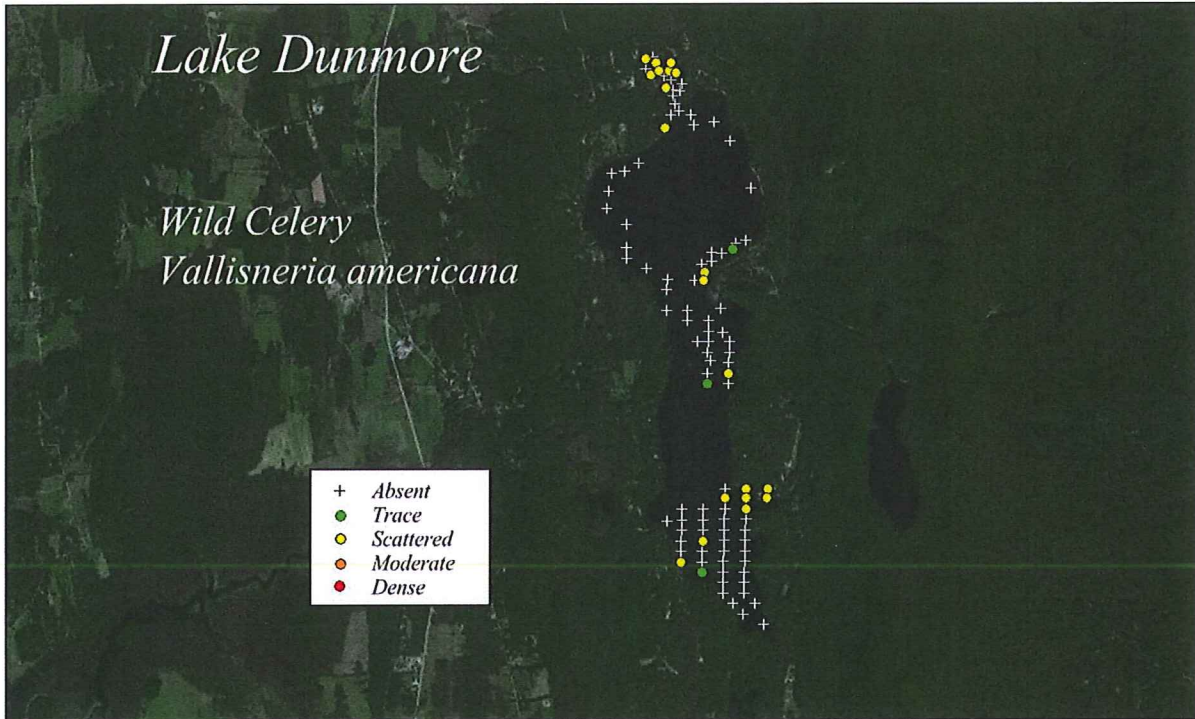 Lake Dunmore
Wild Celery
Vallisneria americana
Absent
Trace
Scattered
Moderate
Dense